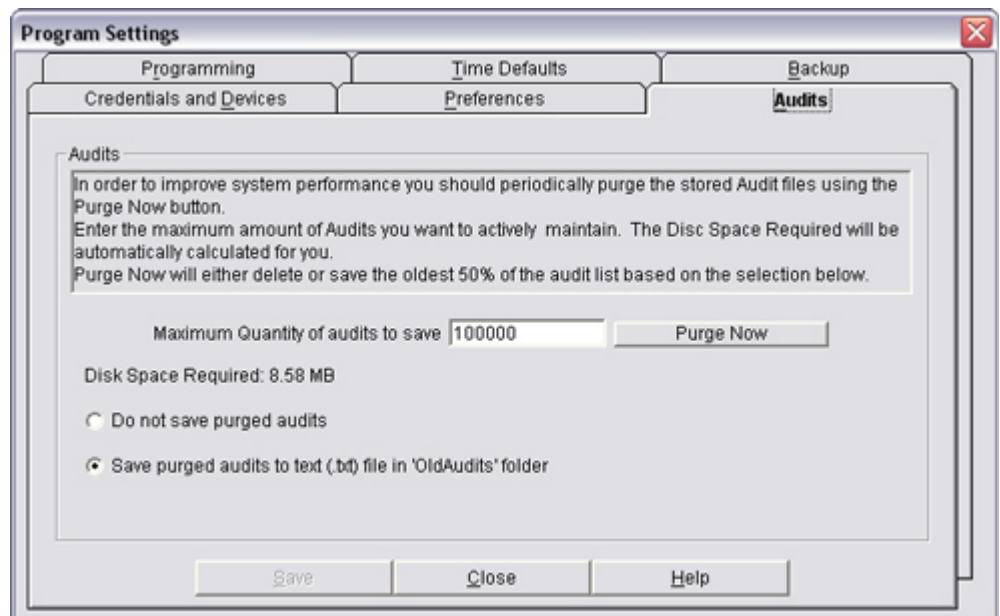 Program Settings
Programming
Time Defaults
Backup
Credentials and Devices
Preferences
Audits
Audits
In order to improve system performance you should periodically purge the stored Audit files using the
Purge Now button.
Enter the maximum amount of Audits you want to actively maintain. The Disc Space Required will be
automatically calculated for you.
Purge Now will either delete or save the oldest 50% of the audit list based on the selection below.
Maximum Quantity of audits to save 100000 Purge Now
Disk Space Required: 8.58 MB
Do not save purged audits
Save purged audits to text (.txt) file in 'OldAudits' folder
Save
Close
Help